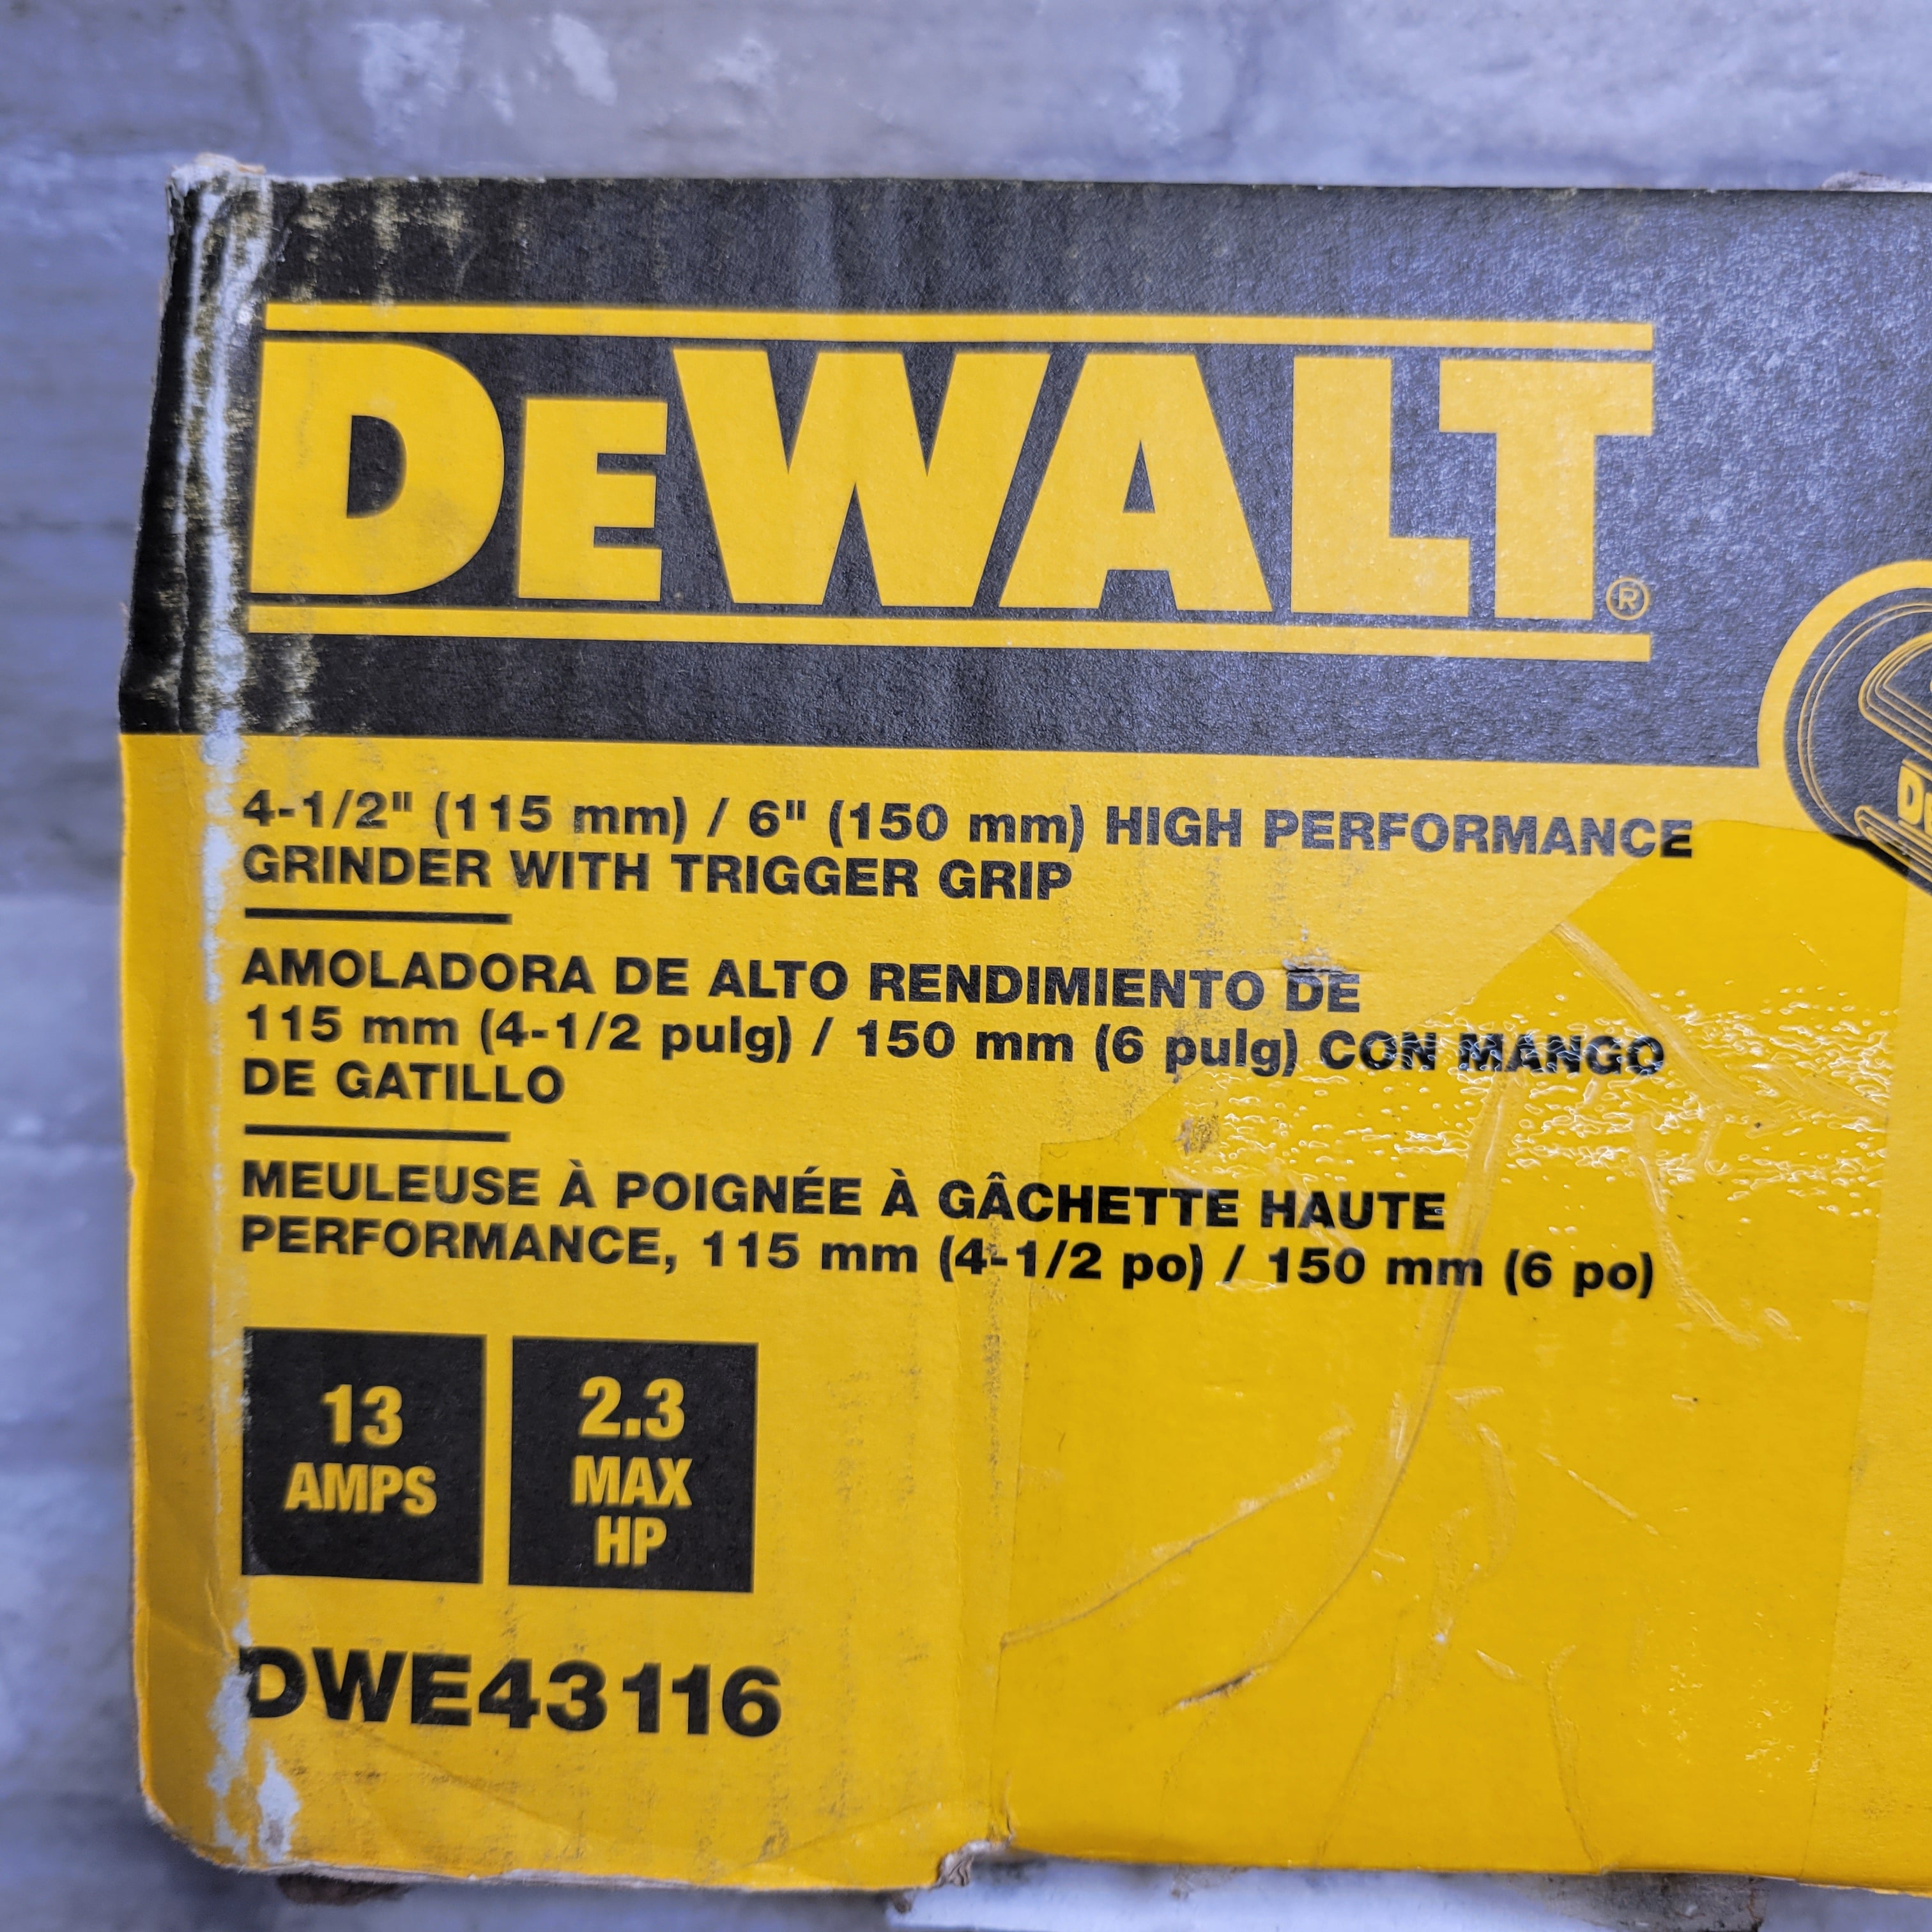 DEWALT®
4-1/2" (115 mm) / 6" (150 mm) HIGH PERFORMANCE
GRINDER WITH TRIGGER GRIP
AMOLADORA DE ALTO RENDIMIENTO DE
115 mm (4-1/2 pulg) / 150 mm (6 pulg) CON MANGO
DE GATILLO
MEULEUSE À POIGNÉE À GÂCHETTE HAUTE
PERFORMANCE, 115 mm (4-1/2 po) / 150 mm (6 po)
13
AMPS
2.3
MAX
HP
DWE43116